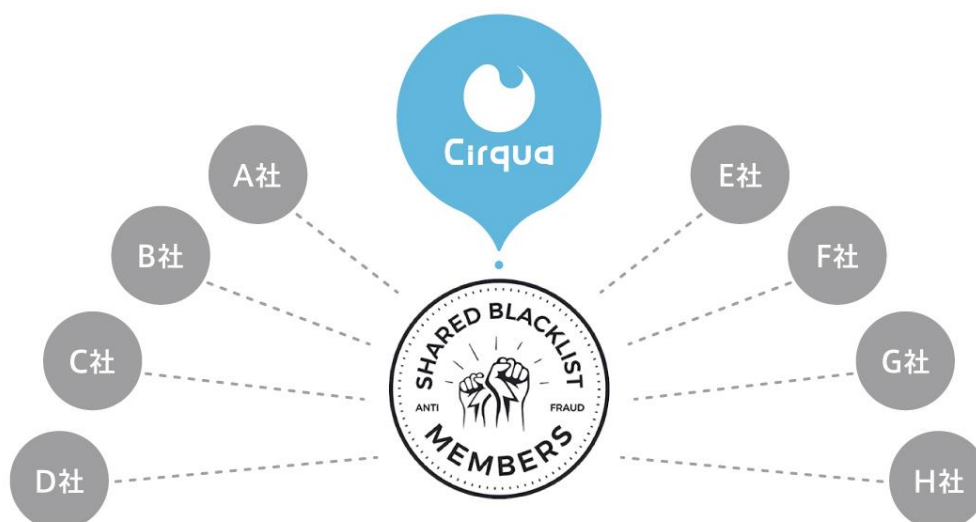 Cirqua
A社
B社
C社
D社
E社
F社
G社
H社
SHARED BLACKLIST
ANTI FRAUD
MEMBERS